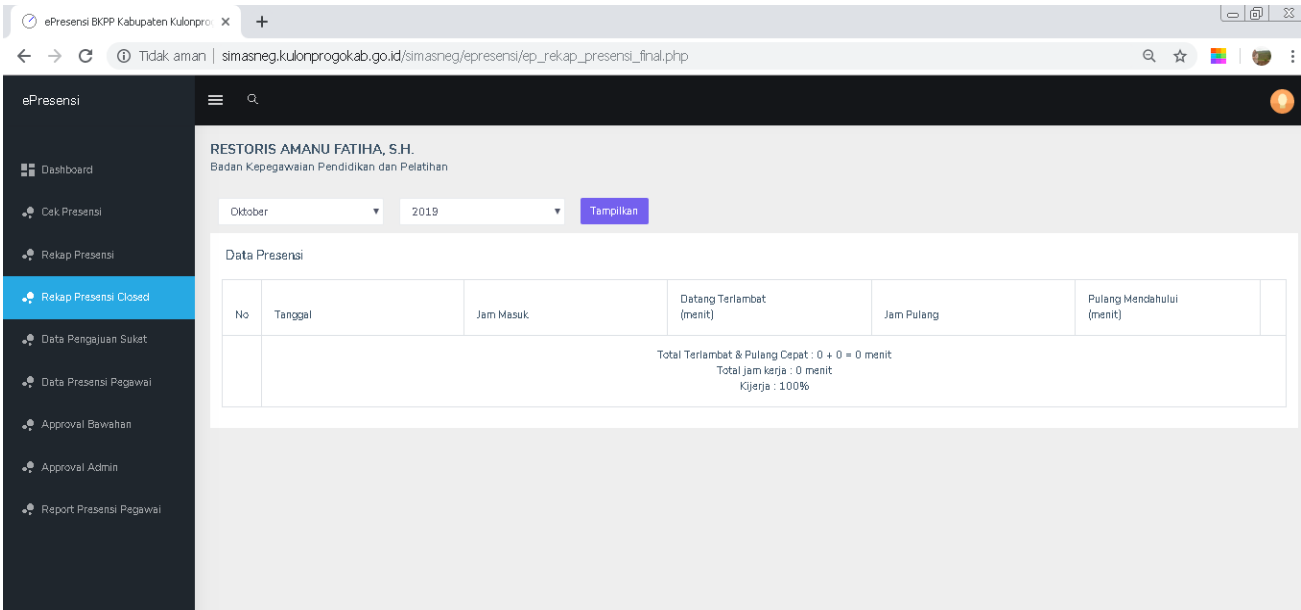 ePresensi BKPP Kabupaten Kulonpro
Tidak aman | simasneg.kulonprogokab.go.id/simasneg/epresensi/ep_rekap_presensi_final.php
ePresensi
RESTORIS AMANU FATIHA, S.H.
Badan Kepegawaian Pendidikan dan Pelatihan
Dashboard
Cek Presensi
Rekap Presensi
Rekap Presensi Closed
Data Pengajuan Suket
Data Presensi Pegawai
Approval Bawahan
Approval Admin
Report Presensi Pegawai
Oktober
2019
Tampilkan
Data Presensi
No
Tanggal
Jam Masuk
Datang Terlambat
(menit)
Jam Pulang
Pulang Mendahului
(menit)
Total Terlambat & Pulang Cepat : 0 + 0 = 0 menit
Total jam kerja : 0 menit
Kijerja : 100%